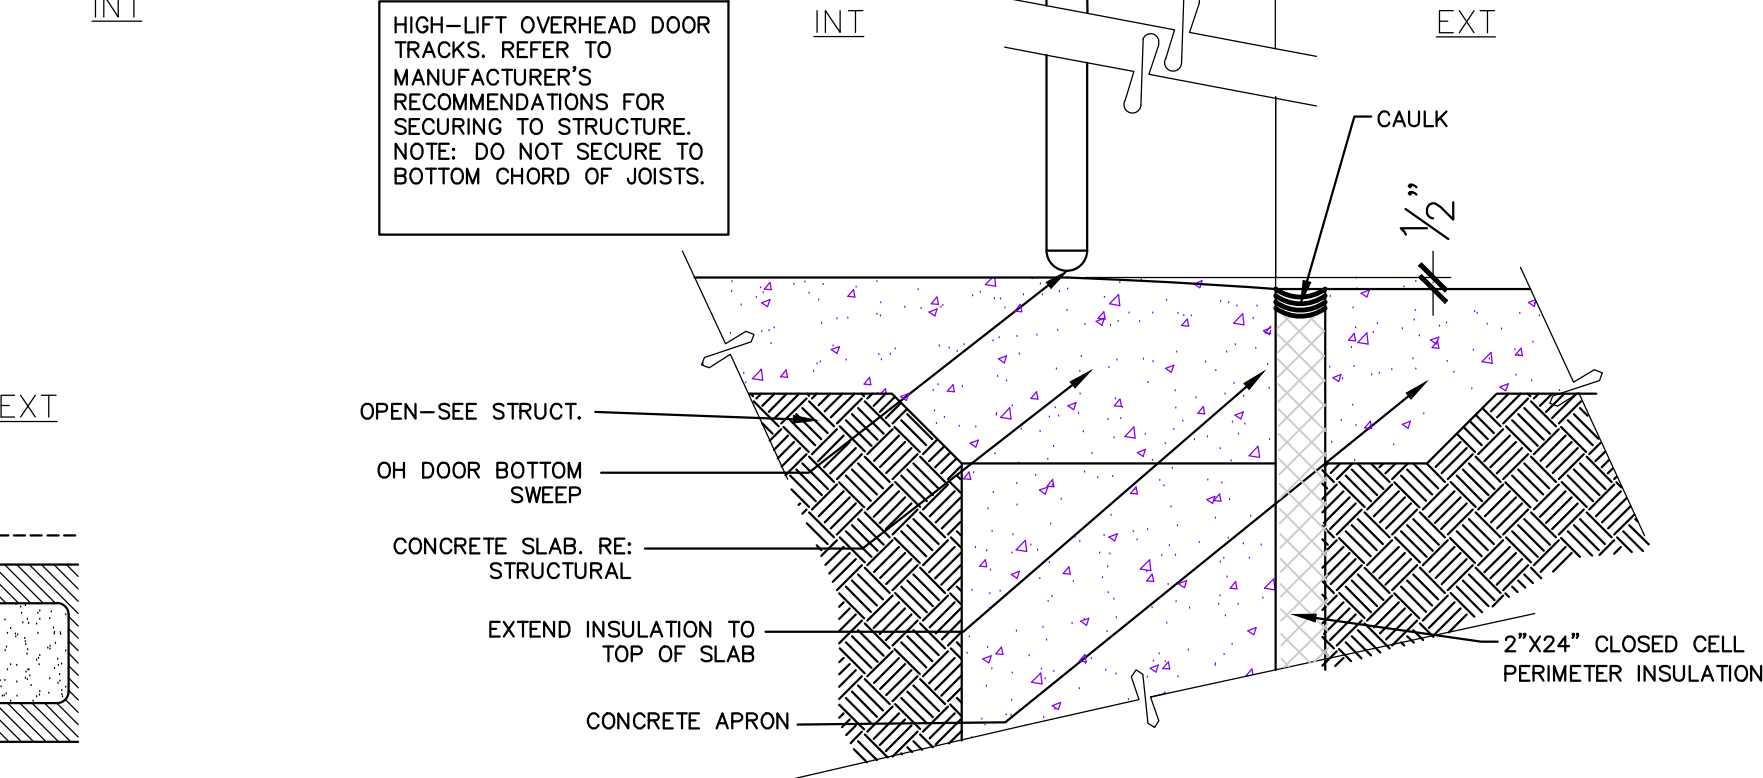 INT
HIGH-LIFT OVERHEAD DOOR
TRACKS. REFER TO
MANUFACTURER'S
RECOMMENDATIONS FOR
SECURING TO STRUCTURE.
NOTE: DO NOT SECURE TO
BOTTOM CHORD OF JOISTS.
INT
EXT
CAULK
1/2"
EXT
OPEN-SEE STRUCT.
OH DOOR BOTTOM
SWEEP
CONCRETE SLAB. RE:
STRUCTURAL
EXTEND INSULATION TO
TOP OF SLAB
CONCRETE APRON
2"X24" CLOSED CELL
PERIMETER INSULATION